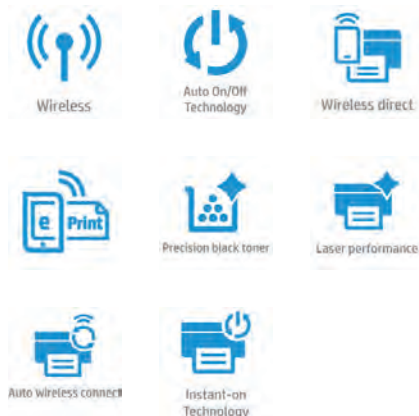 Wireless
Auto On/Off
Technology
Wireless direct
e Print
Precision black toner
Laser performance
Auto wireless connect
Instant-on
Technology